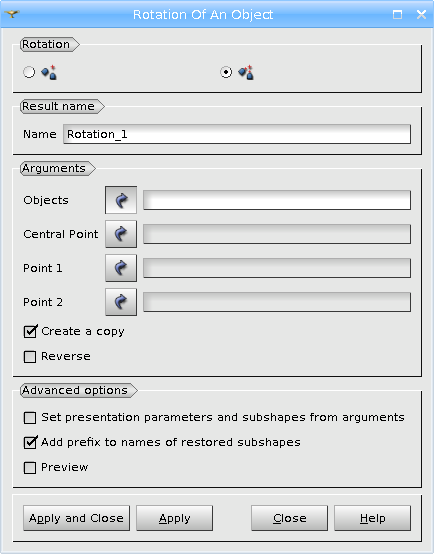 Rotation Of An Object
Rotation
Result name
Name Rotation_1
Arguments
Objects
Central Point
Point 1
Point 2
Create a copy
Reverse
Advanced options
Set presentation parameters and subshapes from arguments
Add prefix to names of restored subshapes
Preview
Apply and Close Apply Close Help